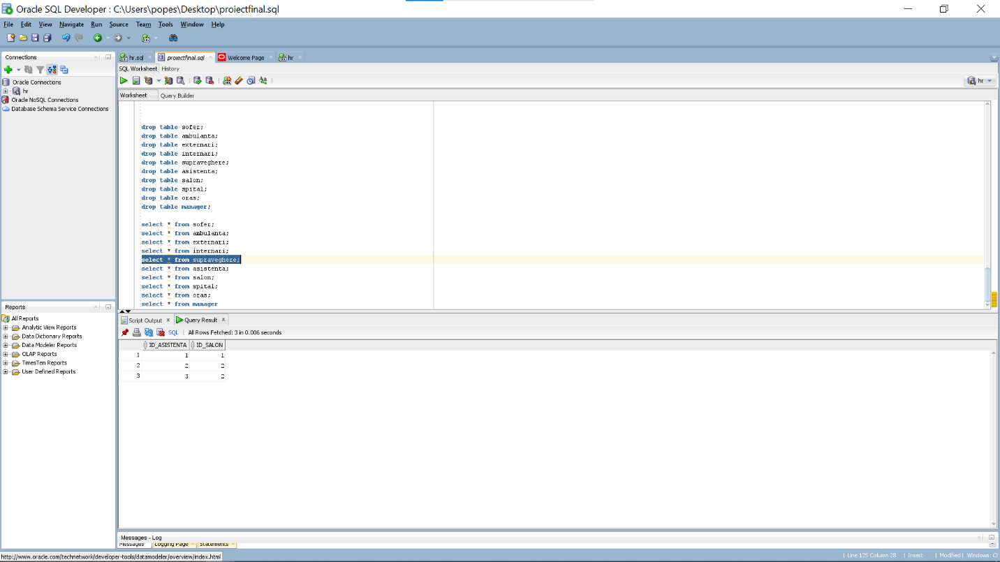 Oracle SQL Developer : C:\Users\popes\Desktop\proiectfinal.sql
File Edit View Navigate Run Source Team Tools Window Help
Connections
Oracle Connections
hr
Oracle NoSQL Connections
Database Schema Service Connections
Reports
All Reports
Analytic View Reports
Data Dictionary Reports
Data Modeler Reports
OLAP Reports
TimesTen Reports
User Defined Reports
hr.sql proiectfinal.sql Welcome Page hr
SQL Worksheet History
hr
Worksheet Query Builder
drop table sofer;
drop table ambulanta;
drop table externari;
drop table internari;
drop table supraveghere;
drop table asistenta;
drop table salon;
drop table spital;
drop table oras;
drop table manager;
select * from sofer;
select * from ambulanta;
select * from externari;
select * from internari;
select * from supraveghere;
select * from asistenta;
select * from salon;
select * from spital;
select * from oras;
select * from manager
Script Output x Query Result x
SQL | All Rows Fetched: 3 in 0.006 seconds
ID_ASISTENTA ID_SALON
1 1 1
2 2 2
3 3 2
Messages - Log
Messages Logging Page Statements
http://www.oracle.com/technetwork/developer-tools/datamodeler/overview/index.html
| Line 125 Column 28 | Insert | Modified | Windows: C